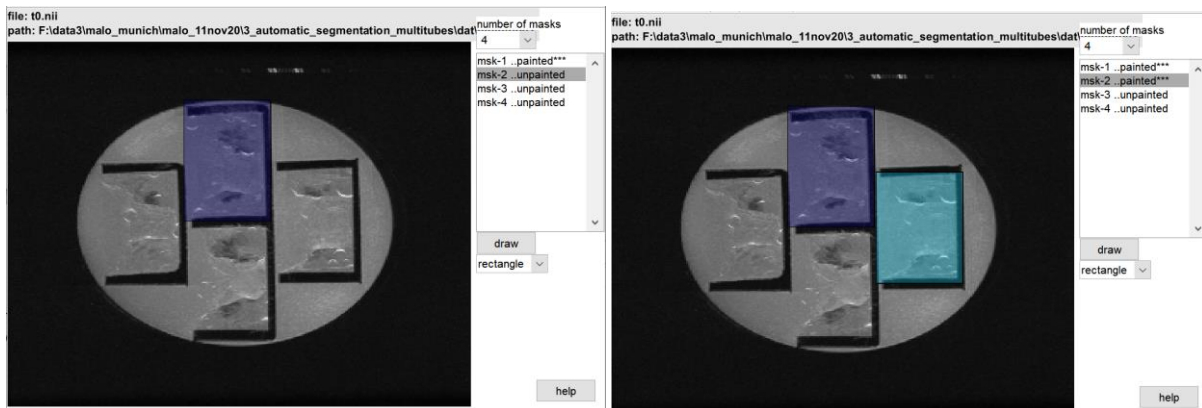 file: t0.nii
path: F:\data3\malo_munich\malo_11nov20\3_automatic_segmentation_multitubes\dat
number of masks
4
msk-1 ..painted***
msk-2 ..unpainted
msk-3 ..unpainted
msk-4 ..unpainted
draw
rectangle
help
file: t0.nii
path: F:\data3\malo_munich\malo_11nov20\3_automatic_segmentation_multitubes\dat
number of masks
4
msk-1 ..painted***
msk-2 ..painted***
msk-3 ..unpainted
msk-4 ..unpainted
draw
rectangle
help